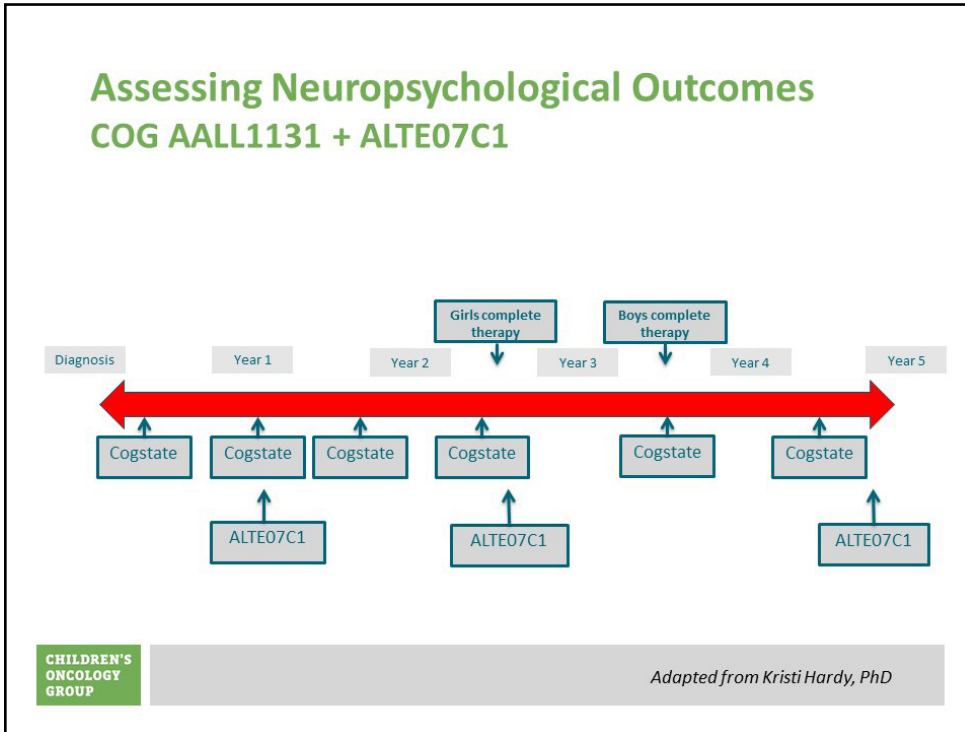 Assessing Neuropsychological Outcomes
COG AALL1131 + ALTE07C1
Girls complete
therapy
Boys complete
therapy
Diagnosis
Year 1
Year 2
Year 3
Year 4
Year 5
Cogstate
Cogstate
Cogstate
Cogstate
Cogstate
Cogstate
ALTE07C1
ALTE07C1
ALTE07C1
CHILDREN'S
ONCOLOGY
GROUP
Adapted from Kristi Hardy, PhD